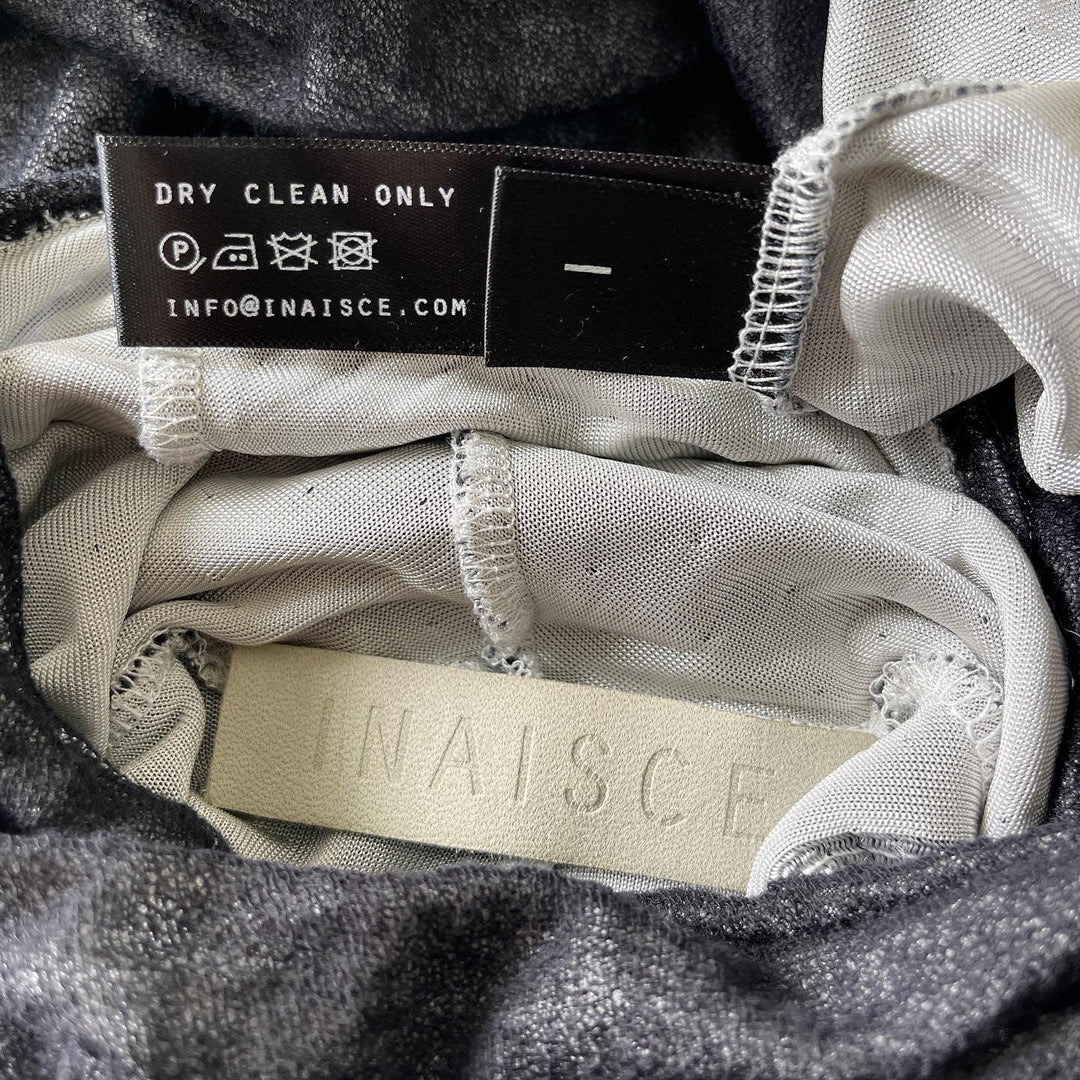 DRY CLEAN ONLY
P
INFO@INAISCE.COM
–
INAISCE